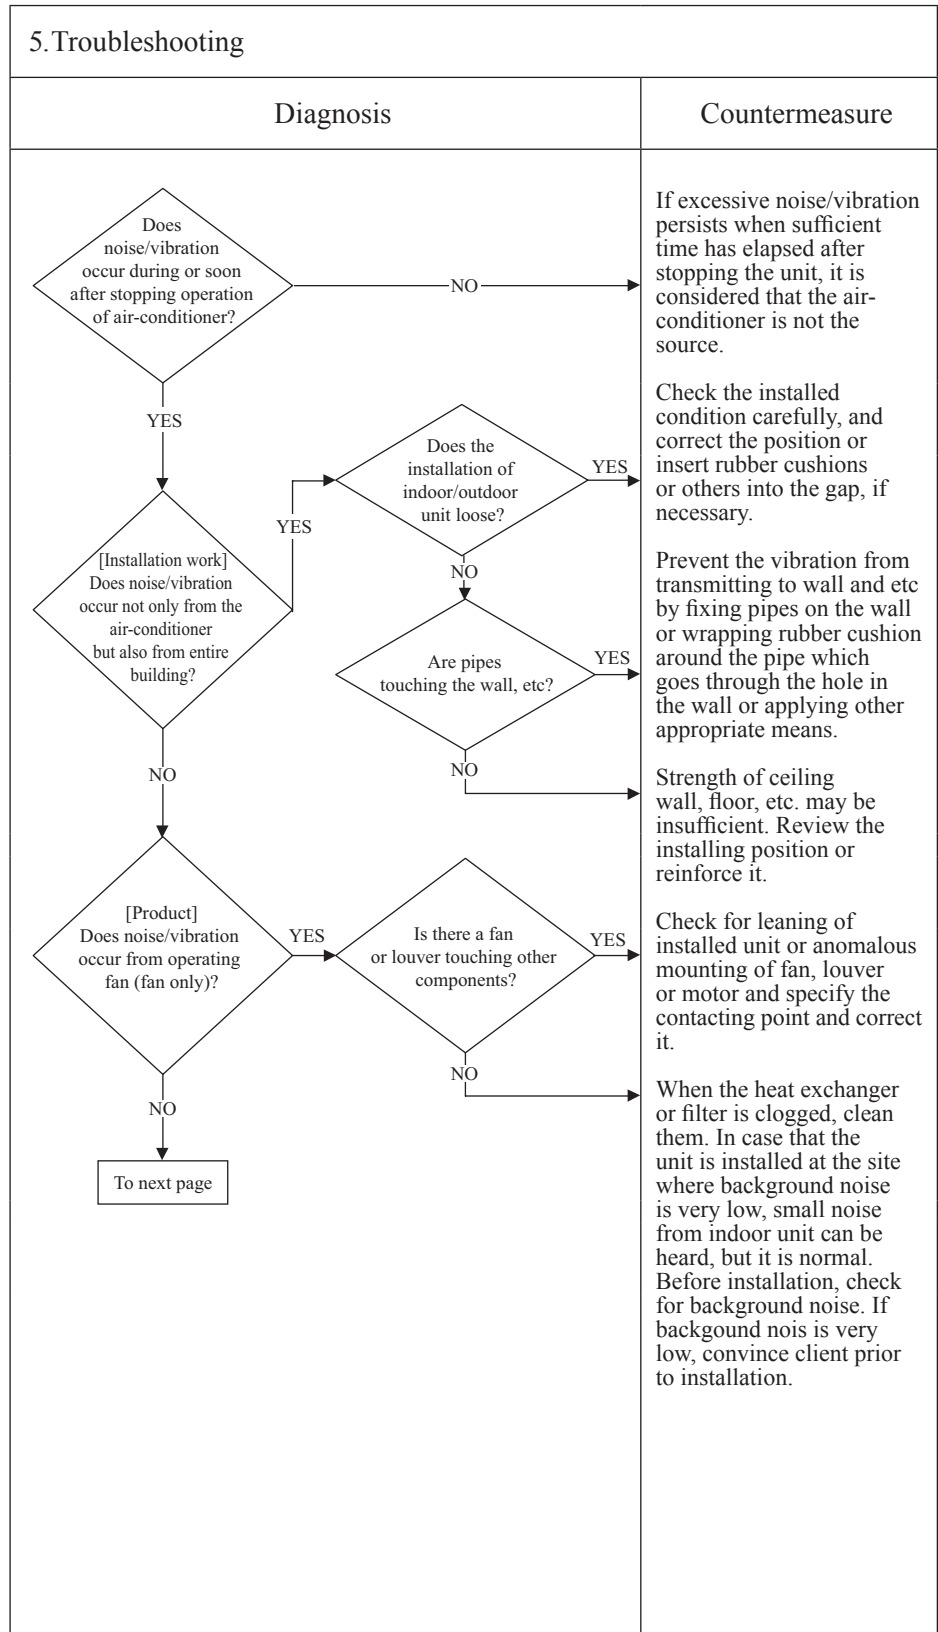 5.Troubleshooting
Diagnosis
Countermeasure
Does
noise/vibration
occur during or soon
after stopping operation
of air-conditioner?
NO
If excessive noise/vibration
persists when sufficient
time has elapsed after
stopping the unit, it is
considered that the air-
conditioner is not the
source.
YES
[Installation work]
Does noise/vibration
occur not only from the
air-conditioner
but also from entire
building?
YES
Does the
installation of
indoor/outdoor
unit loose?
YES
Check the installed
condition carefully, and
correct the position or
insert rubber cushions
or others into the gap, if
necessary.
NO
Are pipes
touching the wall, etc?
YES
Prevent the vibration from
transmitting to wall and etc
by fixing pipes on the wall
or wrapping rubber cushion
around the pipe which
goes through the hole in
the wall or applying other
appropriate means.
NO
Strength of ceiling
wall, floor, etc. may be
insufficient. Review the
installing position or
reinforce it.
NO
[Product]
Does noise/vibration
occur from operating
fan (fan only)?
YES
Is there a fan
or louver touching other
components?
YES
Check for leaning of
installed unit or anomalous
mounting of fan, louver
or motor and specify the
contacting point and correct
it.
NO
When the heat exchanger
or filter is clogged, clean
them. In case that the
unit is installed at the site
where background noise
is very low, small noise
from indoor unit can be
heard, but it is normal.
Before installation, check
for background noise. If
backgound nois is very
low, convince client prior
to installation.
NO
To next page